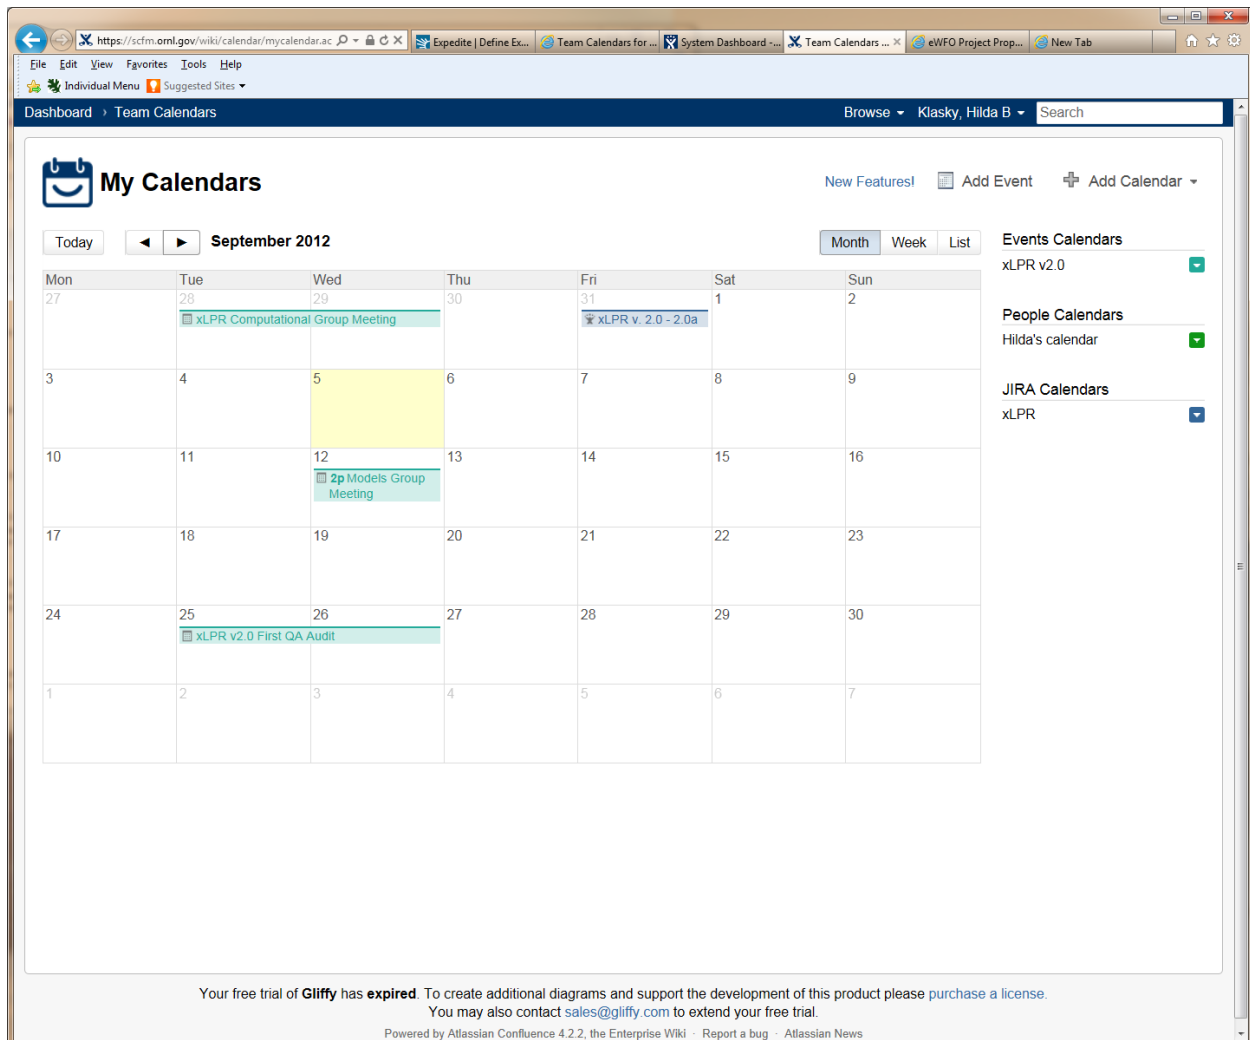 https://scfm.ornl.gov/wiki/calendar/mycalendar.ac
Expedite | Define Ex...
Team Calendars for ...
System Dashboard -...
Team Calendars ...
eWFO Project Prop...
New Tab
File Edit View Favorites Tools Help
Individual Menu Suggested Sites
Dashboard › Team Calendars Browse Klasky, Hilda B Search
My Calendars
New Features! Add Event Add Calendar
Today September 2012 Month Week List
Mon Tue Wed Thu Fri Sat Sun
27 28 29 30 31 1 2
xLPR Computational Group Meeting
xLPR v. 2.0 - 2.0a
3 4 5 6 7 8 9
10 11 12 13 14 15 16
2p Models Group
Meeting
17 18 19 20 21 22 23
24 25 26 27 28 29 30
xLPR v2.0 First QA Audit
1 2 3 4 5 6 7
Events Calendars
xLPR v2.0
People Calendars
Hilda's calendar
JIRA Calendars
xLPR
Your free trial of Gliffy has expired. To create additional diagrams and support the development of this product please purchase a license.
You may also contact sales@gliffy.com to extend your free trial.
Powered by Atlassian Confluence 4.2.2, the Enterprise Wiki · Report a bug · Atlassian News